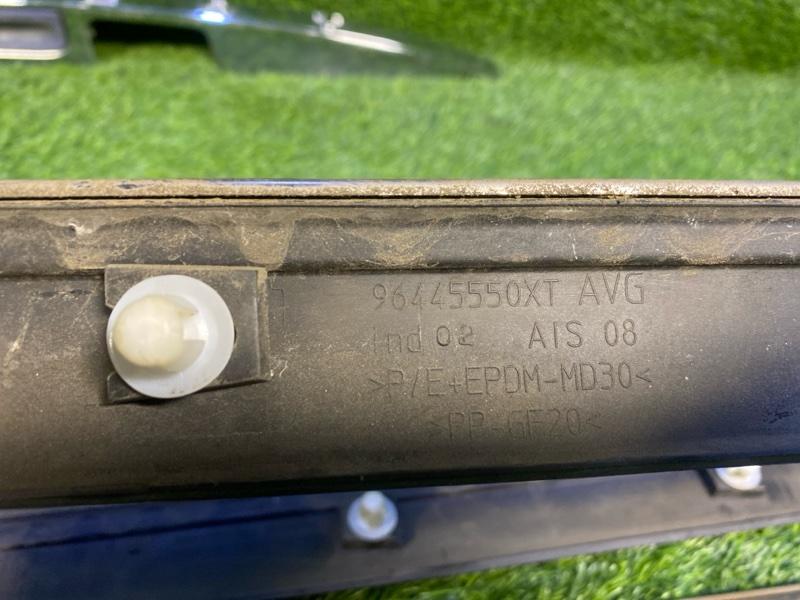 96445550XT AVG
Ind 02 AIS 08
>P/E+EPDM-MD30<
>PP-GF20<